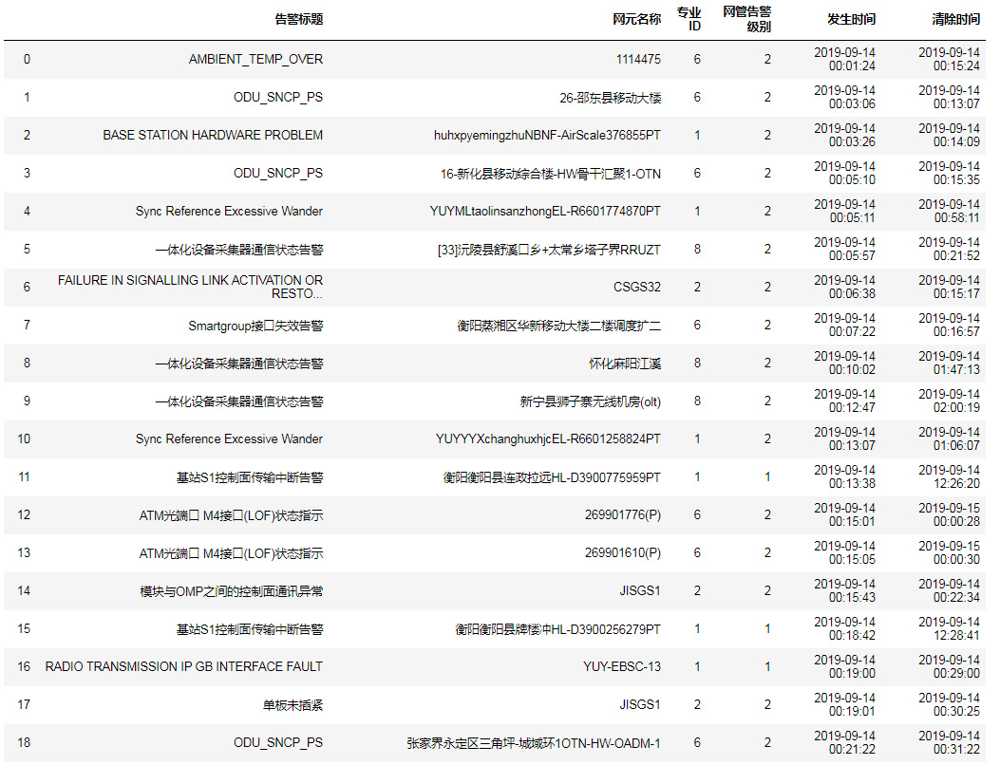 告警标题 网元名称 专业ID 网管告警级别 发生时间 清除时间
0 AMBIENT_TEMP_OVER 1114475 6 2 2019-09-14 00:01:24 2019-09-14 00:15:24
1 ODU_SNCP_PS 26-邵东县移动大楼 6 2 2019-09-14 00:03:06 2019-09-14 00:13:07
2 BASE STATION HARDWARE PROBLEM huhxpyemingzhuNBNF-AirScale376855PT 1 2 2019-09-14 00:03:26 2019-09-14 00:14:09
3 ODU_SNCP_PS 16-新化县移动综合楼-HW骨干汇聚1-OTN 6 2 2019-09-14 00:05:10 2019-09-14 00:15:35
4 Sync Reference Excessive Wander YUYMLtaolinsanzhongEL-R6601774870PT 1 2 2019-09-14 00:05:11 2019-09-14 00:58:11
5 一体化设备采集器通信状态告警 [33]沅陵县舒溪口乡+太常乡塔子界RRUZT 8 2 2019-09-14 00:05:57 2019-09-14 00:21:52
6 FAILURE IN SIGNALLING LINK ACTIVATION OR RESTO... CSGS32 2 2 2019-09-14 00:06:38 2019-09-14 00:15:17
7 Smartgroup接口失效告警 衡阳蒸湘区华新移动大楼二楼调度扩二 6 2 2019-09-14 00:07:22 2019-09-14 00:16:57
8 一体化设备采集器通信状态告警 怀化麻阳江溪 8 2 2019-09-14 00:10:02 2019-09-14 01:47:13
9 一体化设备采集器通信状态告警 新宁县狮子寨无线机房(olt) 8 2 2019-09-14 00:12:47 2019-09-14 02:00:19
10 Sync Reference Excessive Wander YUYYYXchanghuxhjcEL-R6601258824PT 1 2 2019-09-14 00:13:07 2019-09-14 01:06:07
11 基站S1控制面传输中断告警 衡阳衡阳县连政拉远HL-D3900775959PT 1 1 2019-09-14 00:13:38 2019-09-14 12:26:20
12 ATM光端口 M4接口(LOF)状态指示 269901776(P) 6 2 2019-09-14 00:15:01 2019-09-15 00:00:28
13 ATM光端口 M4接口(LOF)状态指示 269901610(P) 6 2 2019-09-14 00:15:05 2019-09-15 00:00:30
14 模块与OMP之间的控制面通讯异常 JISGS1 2 2 2019-09-14 00:15:43 2019-09-14 00:22:34
15 基站S1控制面传输中断告警 衡阳衡阳县牌楼冲HL-D3900256279PT 1 1 2019-09-14 00:18:42 2019-09-14 12:28:41
16 RADIO TRANSMISSION IP GB INTERFACE FAULT YUY-EBSC-13 1 1 2019-09-14 00:19:00 2019-09-14 00:29:00
17 单板未插紧 JISGS1 2 2 2019-09-14 00:19:01 2019-09-14 00:30:25
18 ODU_SNCP_PS 张家界永定区三角坪-城域环1OTN-HW-OADM-1 6 2 2019-09-14 00:21:22 2019-09-14 00:31:22